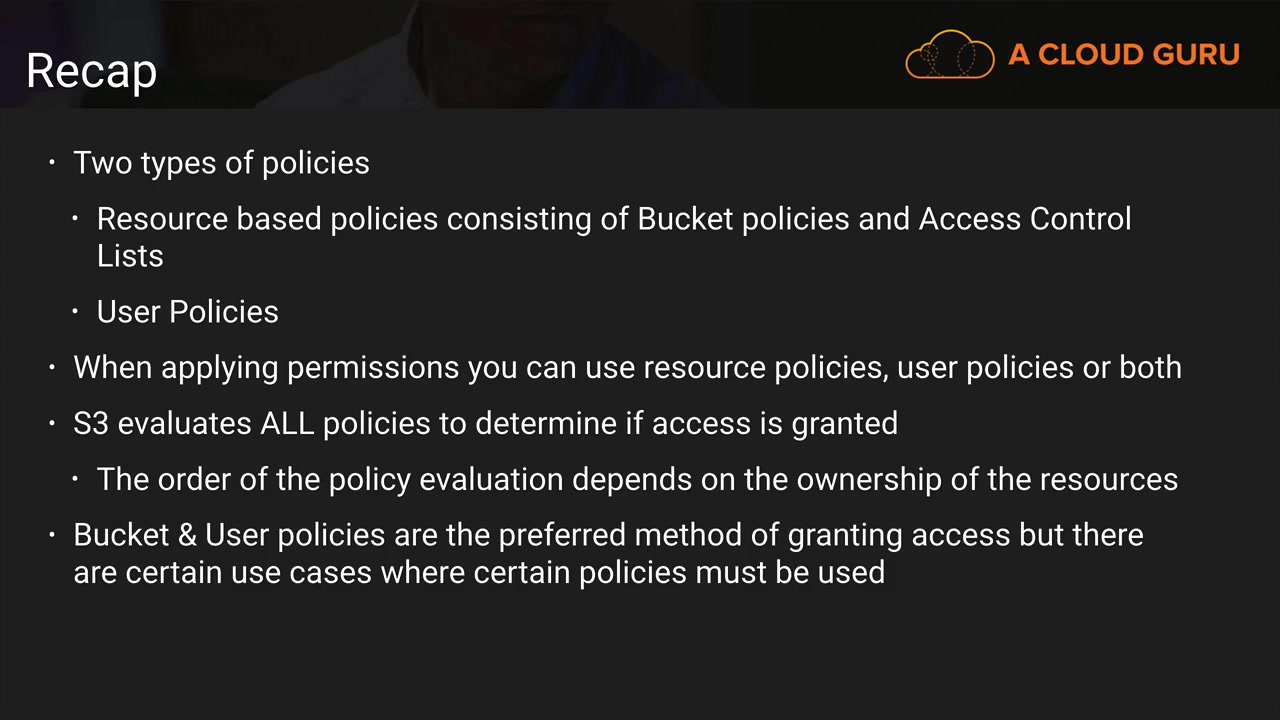 Recap
A CLOUD GURU
• Two types of policies
• Resource based policies consisting of Bucket policies and Access Control
Lists
• User Policies
• When applying permissions you can use resource policies, user policies or both
• S3 evaluates ALL policies to determine if access is granted
• The order of the policy evaluation depends on the ownership of the resources
• Bucket & User policies are the preferred method of granting access but there
are certain use cases where certain policies must be used